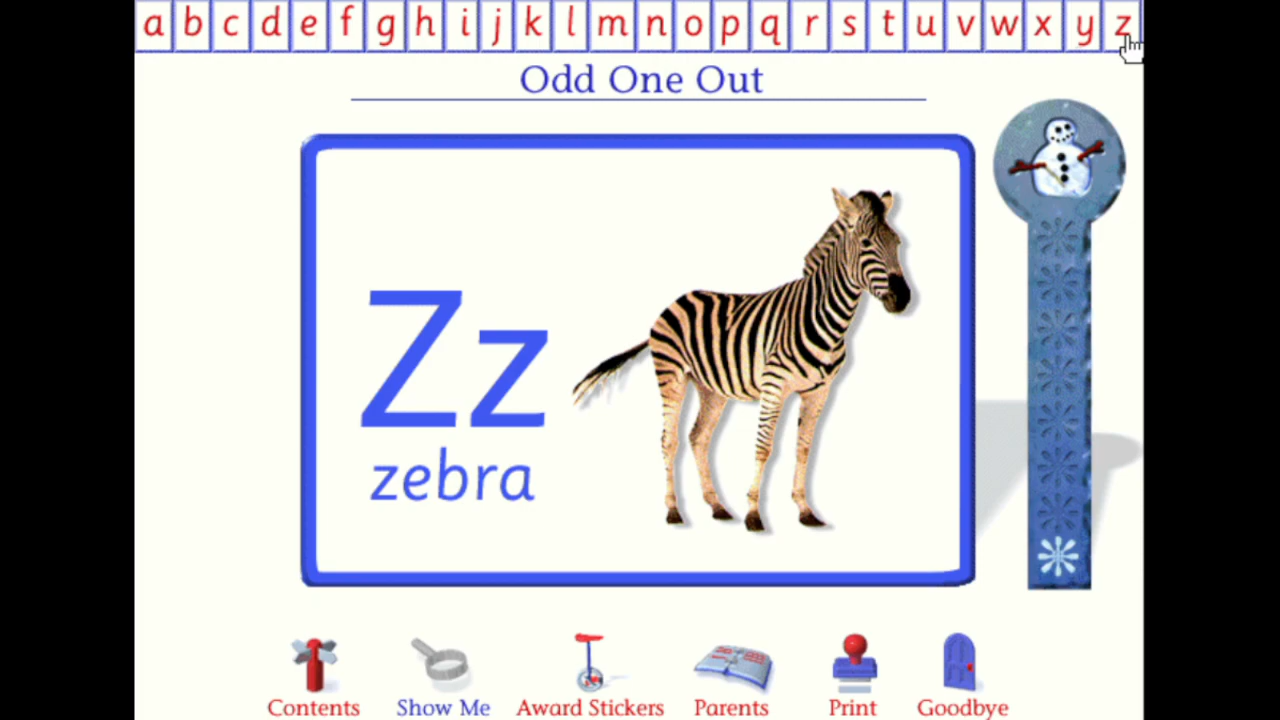 a b c d e f g h i j k l m n o p q r s t u v w x y z
Odd One Out
Zz
zebra
Contents Show Me Award Stickers Parents Print Goodbye